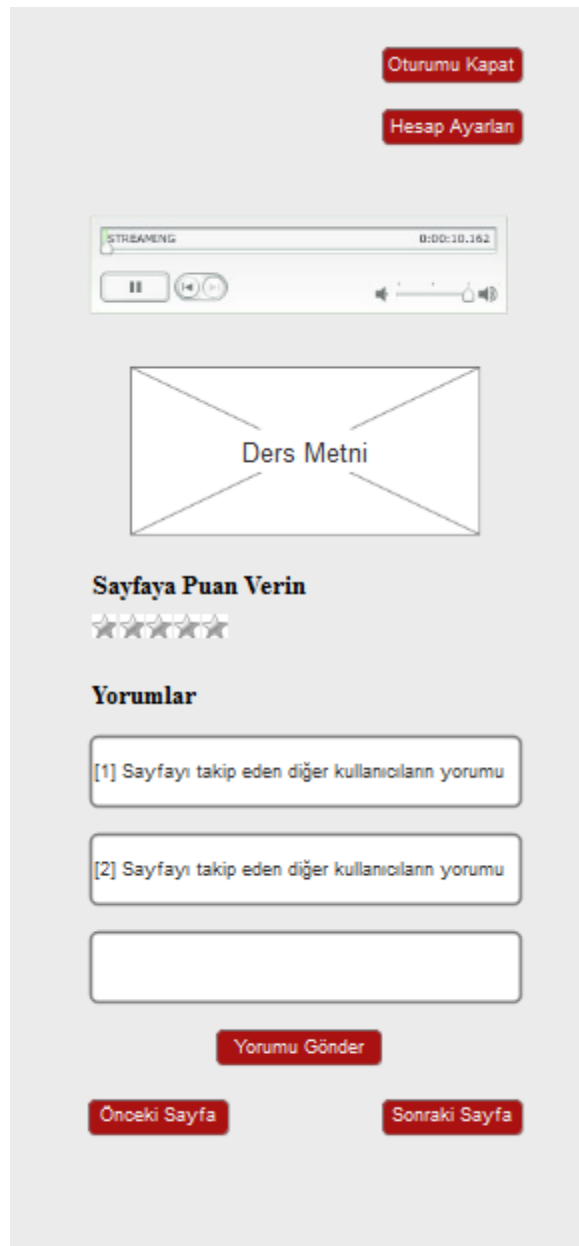 Oturumu Kapat
Hesap Ayarları
STREAMING 0:00:10.162
Ders Metni
Sayfaya Puan Verin
Yorumlar
[1] Sayfayı takip eden diğer kullanıcıların yorumu
[2] Sayfayı takip eden diğer kullanıcıların yorumu
Yorumu Gönder
Önceki Sayfa Sonraki Sayfa